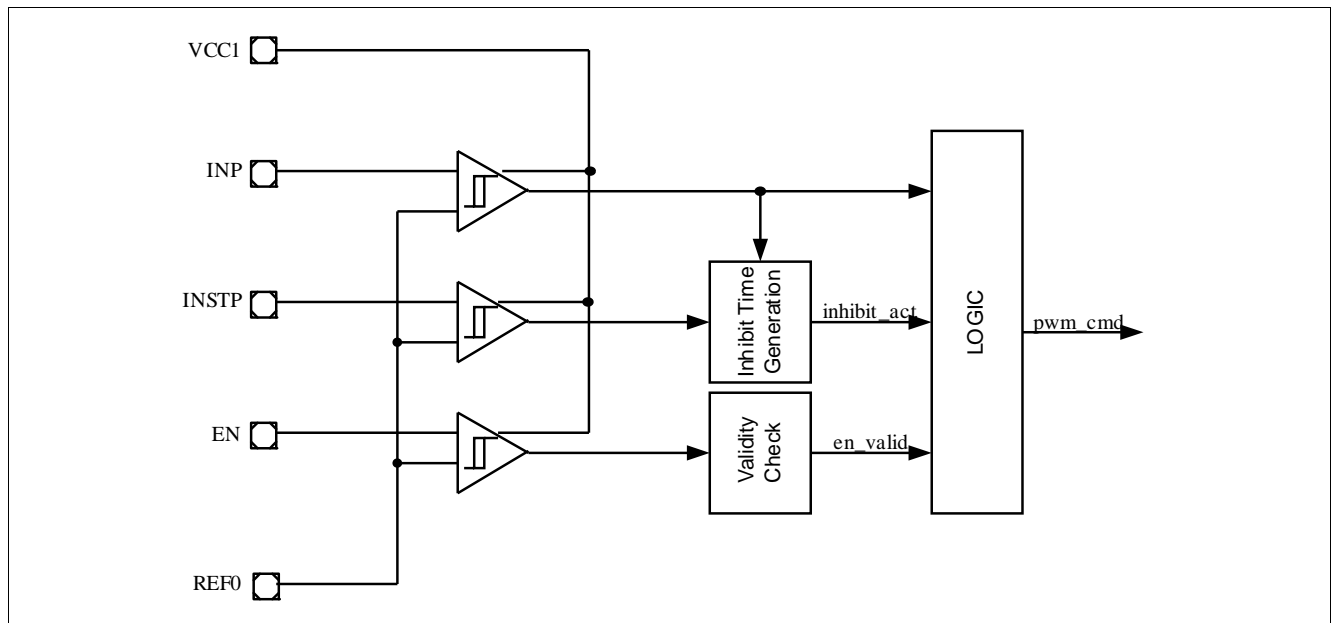 VCC1
INP
INSTP
EN
REF0
Inhibit Time
Generation
inhibit_act
Validity
Check
en_valid
LOGIC
pwm_cmd